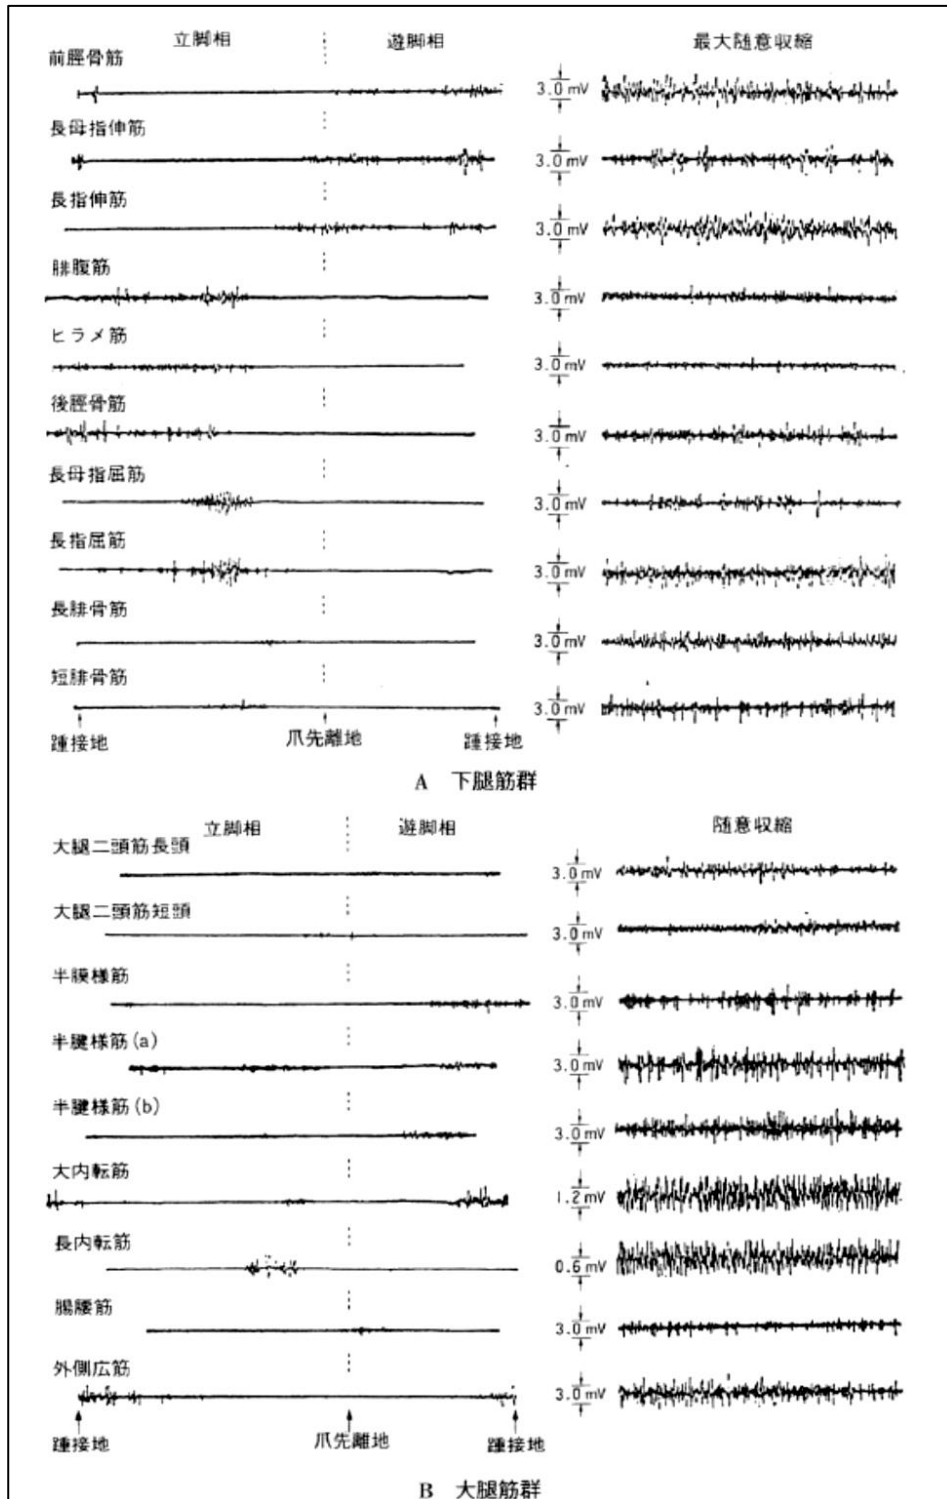 立脚相 遊脚相 最大随意収縮
前脛骨筋
3.0 mV
長母指伸筋
3.0 mV
長指伸筋
3.0 mV
腓腹筋
3.0 mV
ヒラメ筋
3.0 mV
後脛骨筋
3.0 mV
長母指屈筋
3.0 mV
長指屈筋
3.0 mV
長腓骨筋
3.0 mV
短腓骨筋
3.0 mV
踵接地 爪先離地 踵接地
A 下腿筋群
立脚相 遊脚相 随意収縮
大腿二頭筋長頭
3.0 mV
大腿二頭筋短頭
3.0 mV
半膜様筋
3.0 mV
半腱様筋(a)
3.0 mV
半腱様筋(b)
3.0 mV
大内転筋
1.2 mV
長内転筋
0.6 mV
腸腰筋
3.0 mV
外側広筋
3.0 mV
踵接地 爪先離地 踵接地
B 大腿筋群